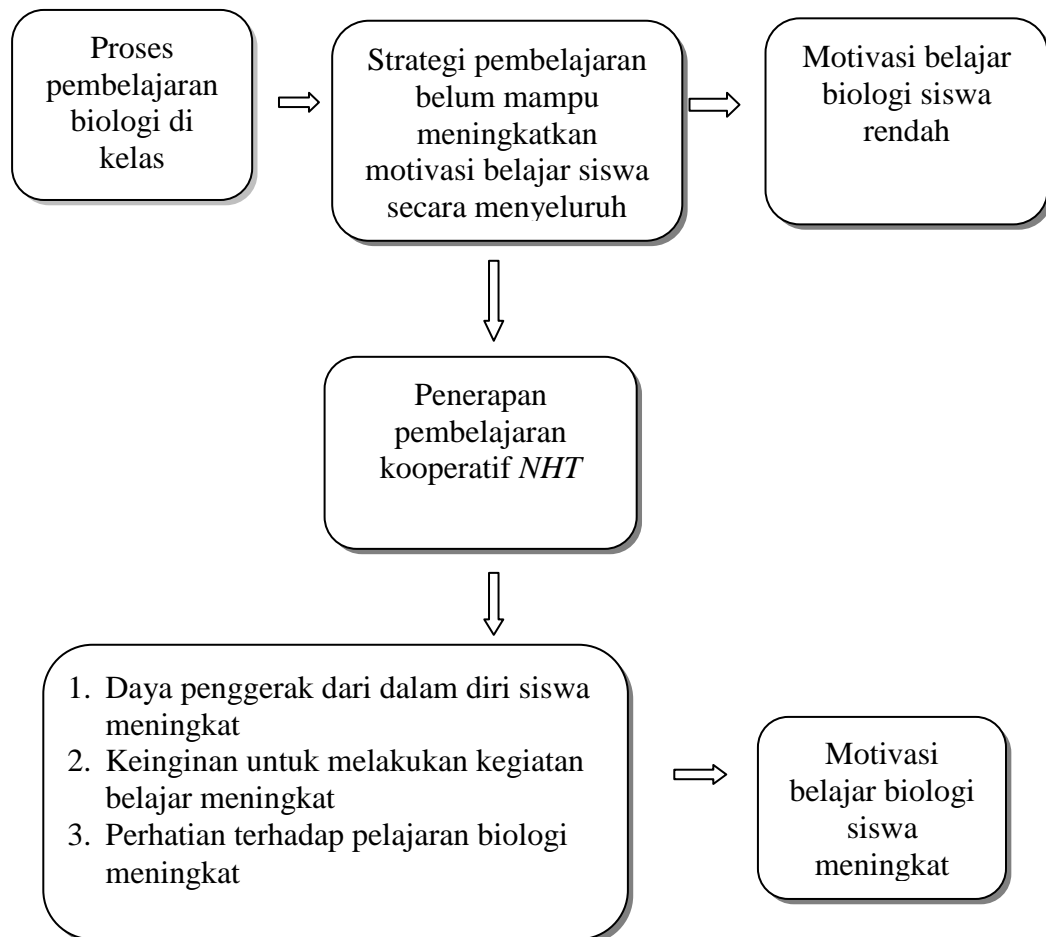 Proses
pembelajaran
biologi di
kelas
Strategi pembelajaran
belum mampu
meningkatkan
motivasi belajar siswa
secara menyeluruh
Motivasi belajar
biologi siswa
rendah
Penerapan
pembelajaran
kooperatif NHT
1. Daya penggerak dari dalam diri siswa
meningkat
2. Keinginan untuk melakukan kegiatan
belajar meningkat
3. Perhatian terhadap pelajaran biologi
meningkat
Motivasi
belajar biologi
siswa
meningkat